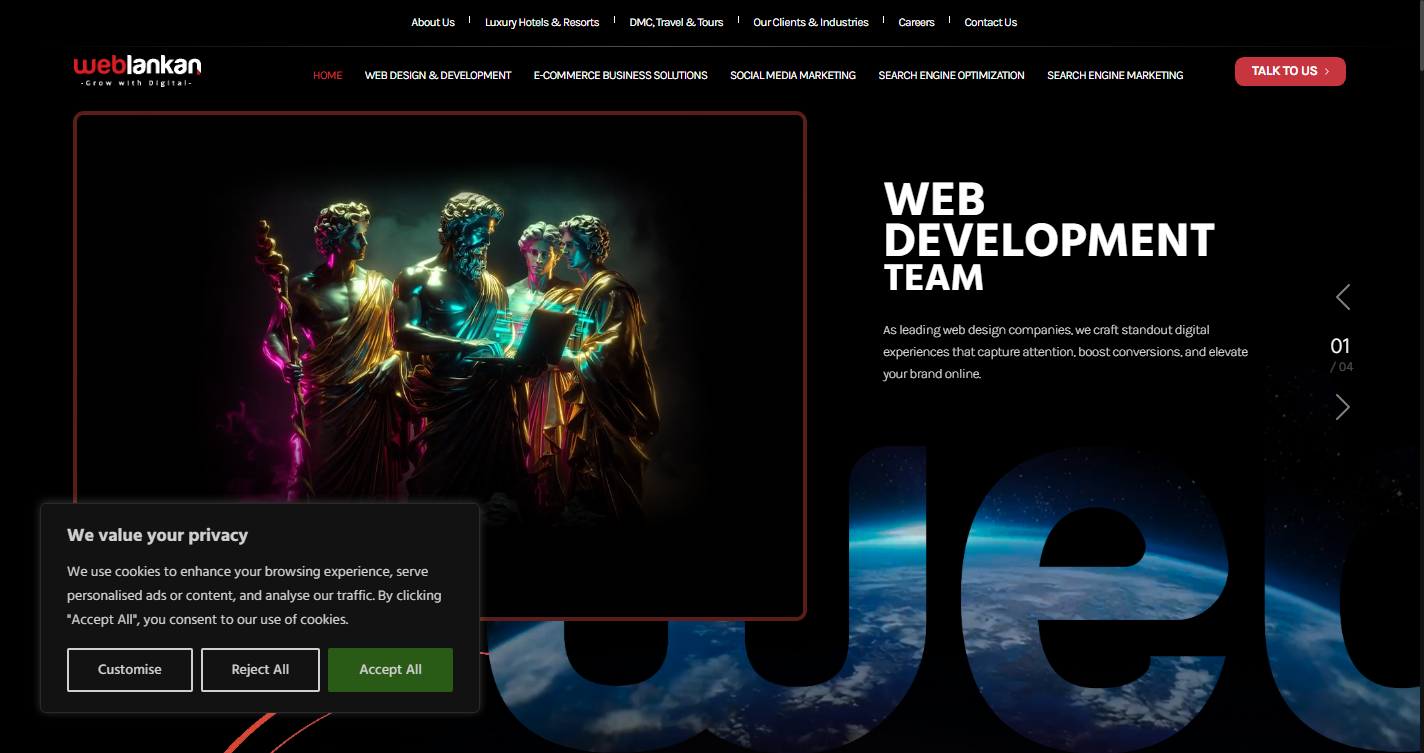 About Us
Luxury Hotels & Resorts
DMC, Travel & Tours
Our Clients & Industries
Careers
Contact Us
weblankan
-Grow with Digital-
HOME
WEB DESIGN & DEVELOPMENT
E-COMMERCE BUSINESS SOLUTIONS
SOCIAL MEDIA MARKETING
SEARCH ENGINE OPTIMIZATION
SEARCH ENGINE MARKETING
TALK TO US >
WEB
DEVELOPMENT
TEAM
As leading web design companies, we craft standout digital
experiences that capture attention, boost conversions, and elevate
your brand online.
01
/ 04
We value your privacy
We use cookies to enhance your browsing experience, serve
personalised ads or content, and analyse our traffic. By clicking
"Accept All", you consent to our use of cookies.
Customise
Reject All
Accept All
we